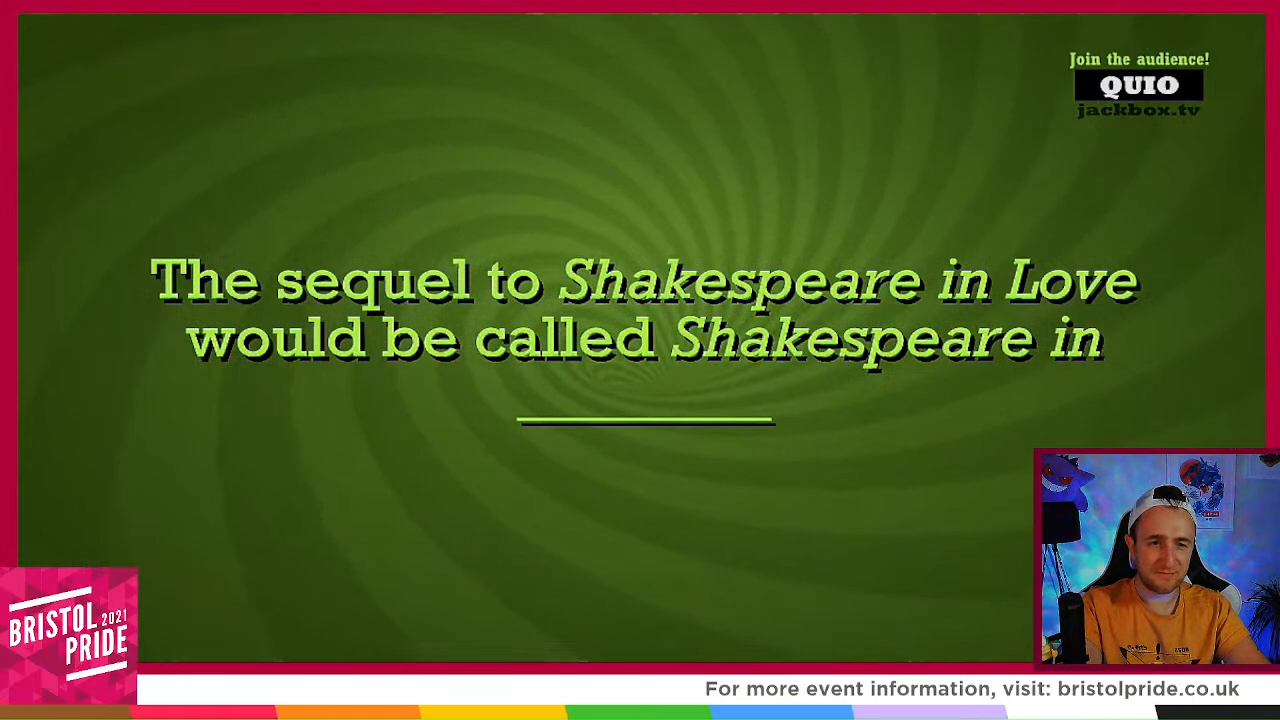 Join the audience!
QUIO
jackbox.tv
The sequel to Shakespeare in Love
would be called Shakespeare in
BRISTOL 2021
PRIDE
For more event information, visit: bristolpride.co.uk